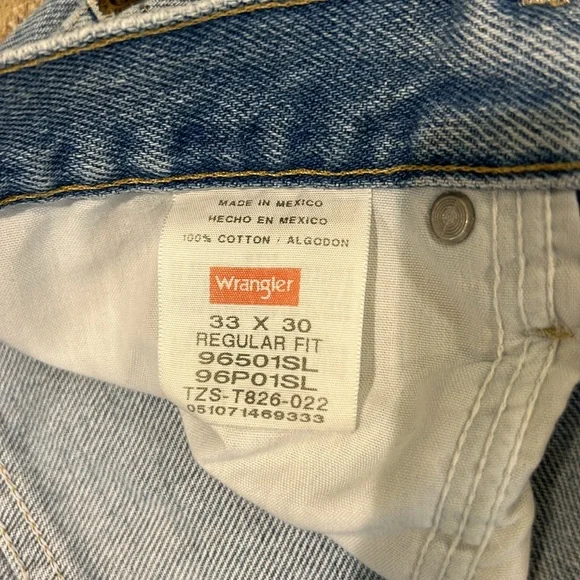 MADE IN MEXICO
HECHO EN MEXICO
100% COTTON / ALGODON
Wrangler
33 X 30
REGULAR FIT
96501SL
96P01SL
TZS-T826-022
051071469333